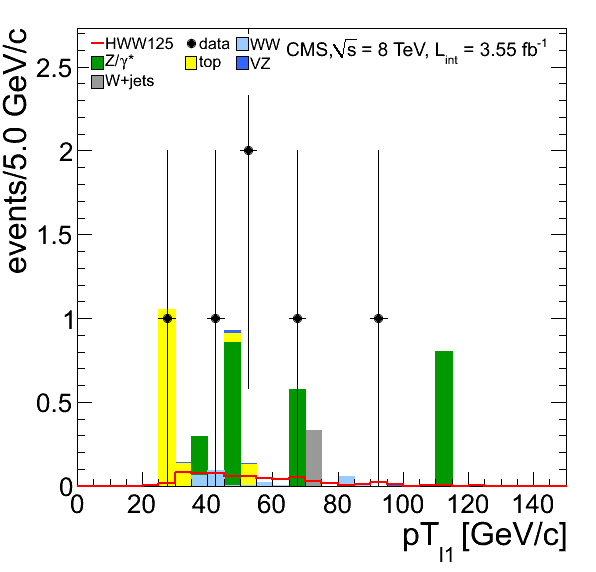 HWW125 data WW
Z/γ* top VZ
W+jets
CMS,√s = 8 TeV, L_int = 3.55 fb⁻¹
events/5.0 GeV/c
2.5
2
1.5
1
0.5
0
0 20 40 60 80 100 120 140
pT_l1 [GeV/c]